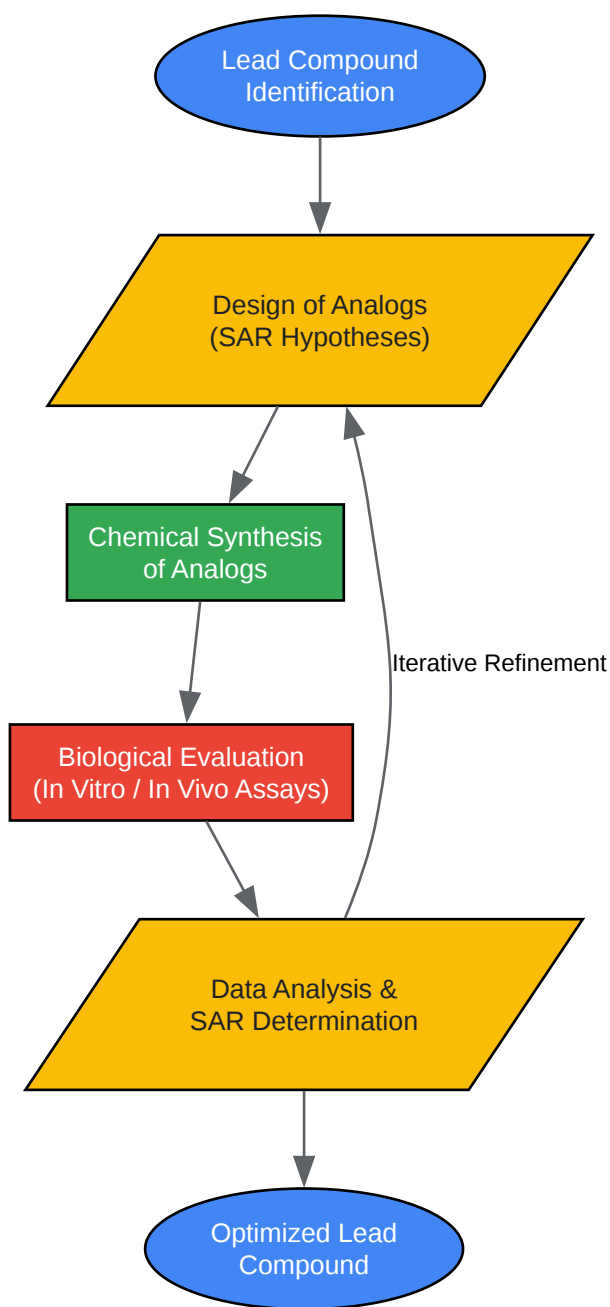 Lead Compound
Identification
Design of Analogs
(SAR Hypotheses)
Chemical Synthesis
of Analogs
Iterative Refinement
Biological Evaluation
(In Vitro / In Vivo Assays)
Data Analysis &
SAR Determination
Optimized Lead
Compound